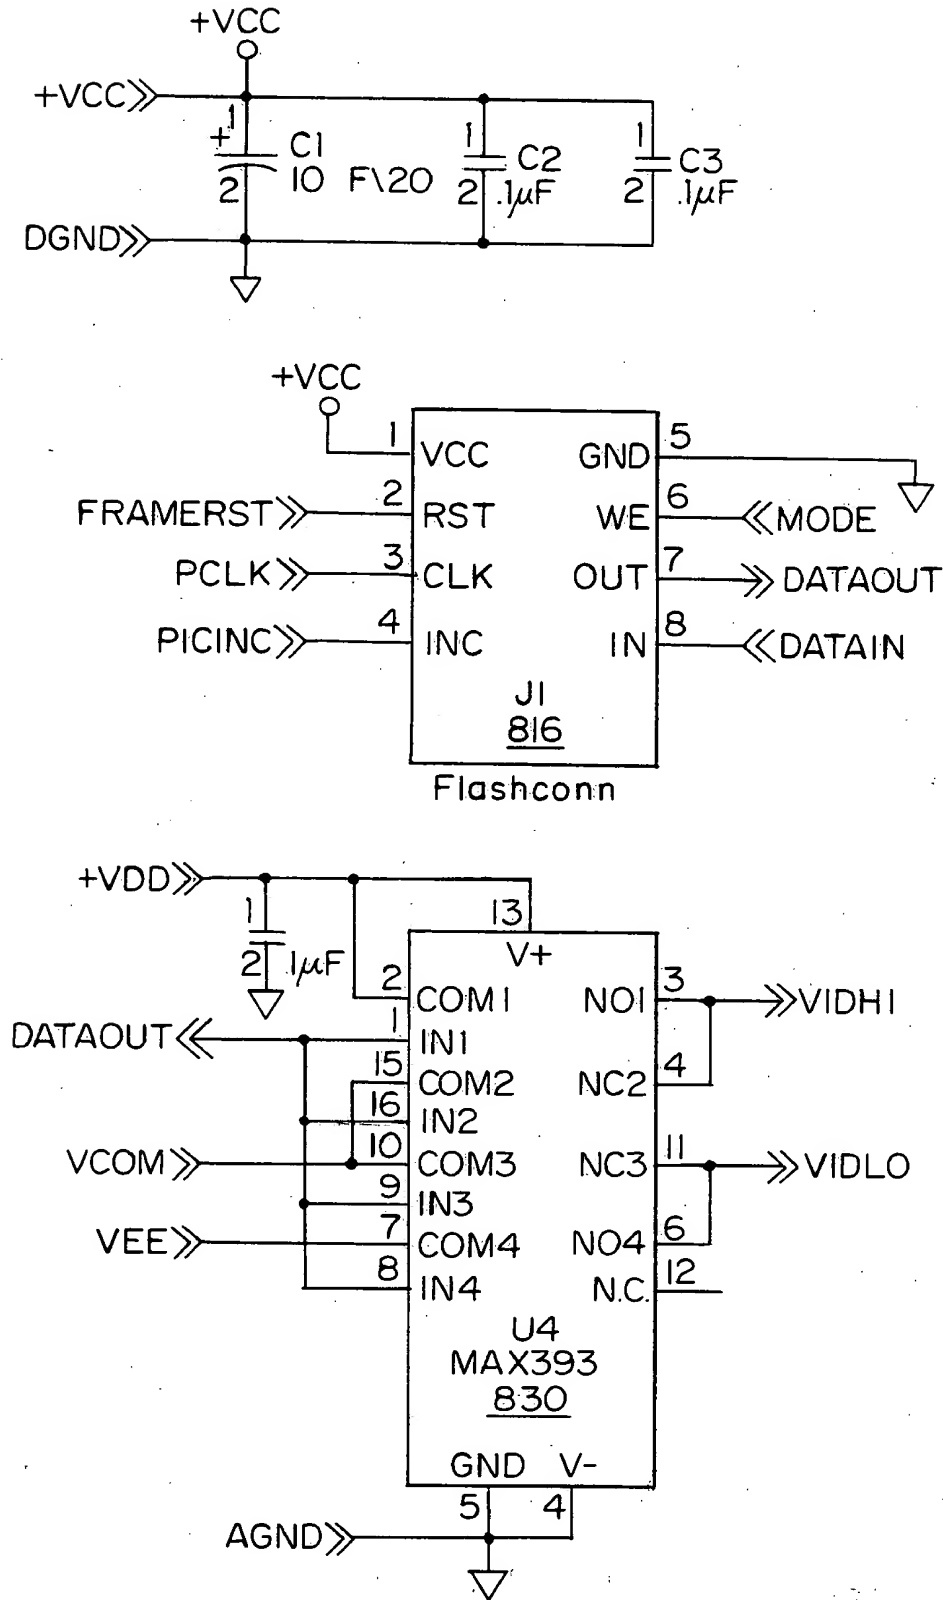 +VCC
+VCC
1
+
C1
10 F\20
2
1
C2
.1μF
2
1
C3
.1μF
2
DGND
+VCC
1 VCC GND 5
FRAMERST 2 RST WE 6 MODE
PCLK 3 CLK OUT 7 DATAOUT
PICINC 4 INC IN 8 DATAIN
J1
816
Flashconn
+VDD
1
2 .1μF
13
V+
2 COM1 NO1 3 VIDHI
DATAOUT 1 IN1
15 COM2 NC2 4
16 IN2
VCOM 10 COM3 NC3 11 VIDLO
9 IN3
VEE 7 COM4 NO4 6
8 IN4 N.C. 12
U4
MAX393
830
GND V-
5 4
AGND